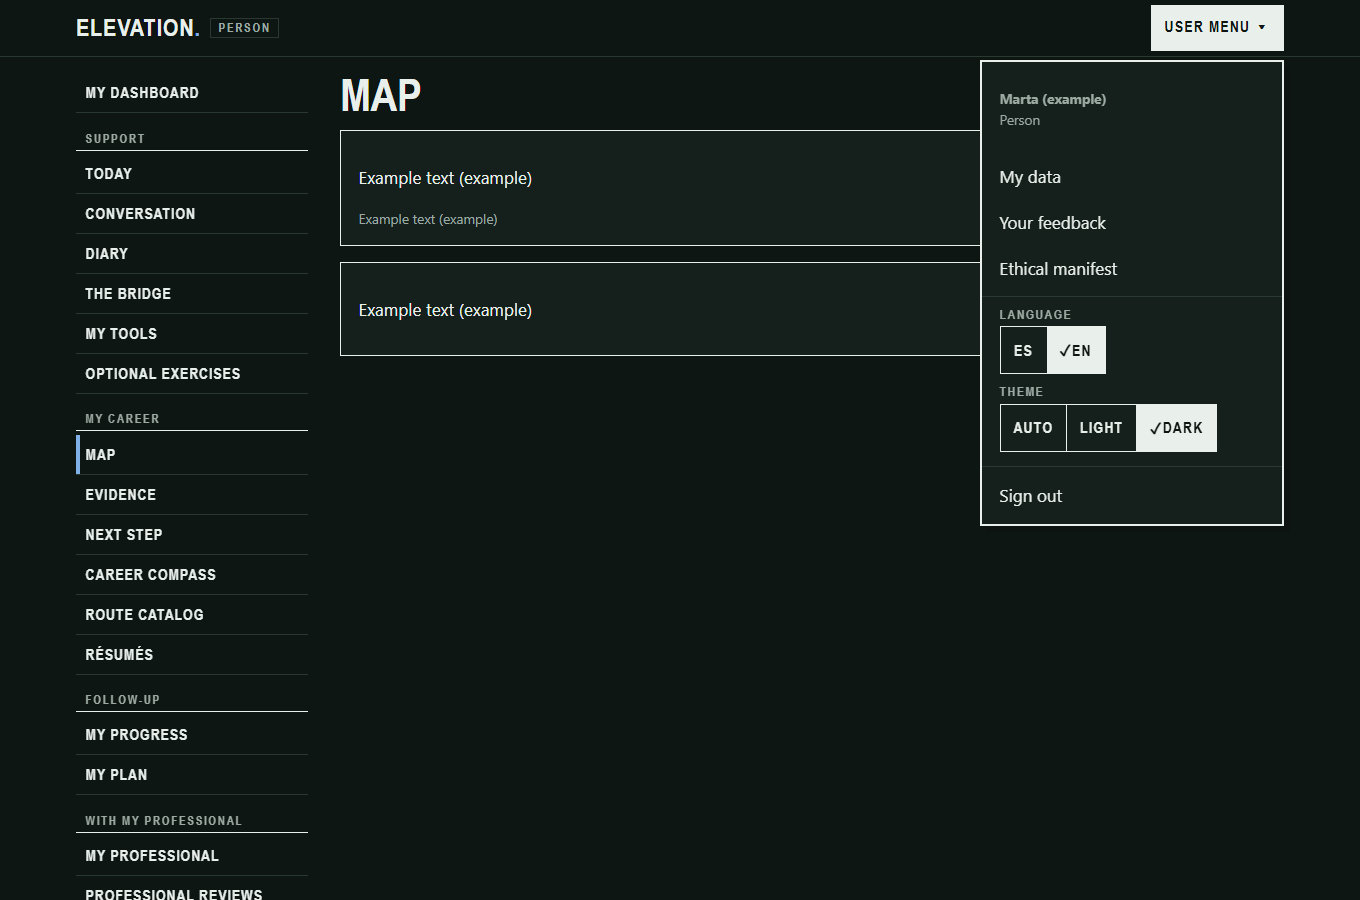 ELEVATION. PERSON
USER MENU
MY DASHBOARD
SUPPORT
TODAY
CONVERSATION
DIARY
THE BRIDGE
MY TOOLS
OPTIONAL EXERCISES
MY CAREER
MAP
EVIDENCE
NEXT STEP
CAREER COMPASS
ROUTE CATALOG
RÉSUMÉS
FOLLOW-UP
MY PROGRESS
MY PLAN
WITH MY PROFESSIONAL
MY PROFESSIONAL
PROFESSIONAL REVIEWS
MAP
Example text (example)
Example text (example)
Example text (example)
Marta (example)
Person
My data
Your feedback
Ethical manifest
LANGUAGE
ES ✓EN
THEME
AUTO LIGHT ✓DARK
Sign out